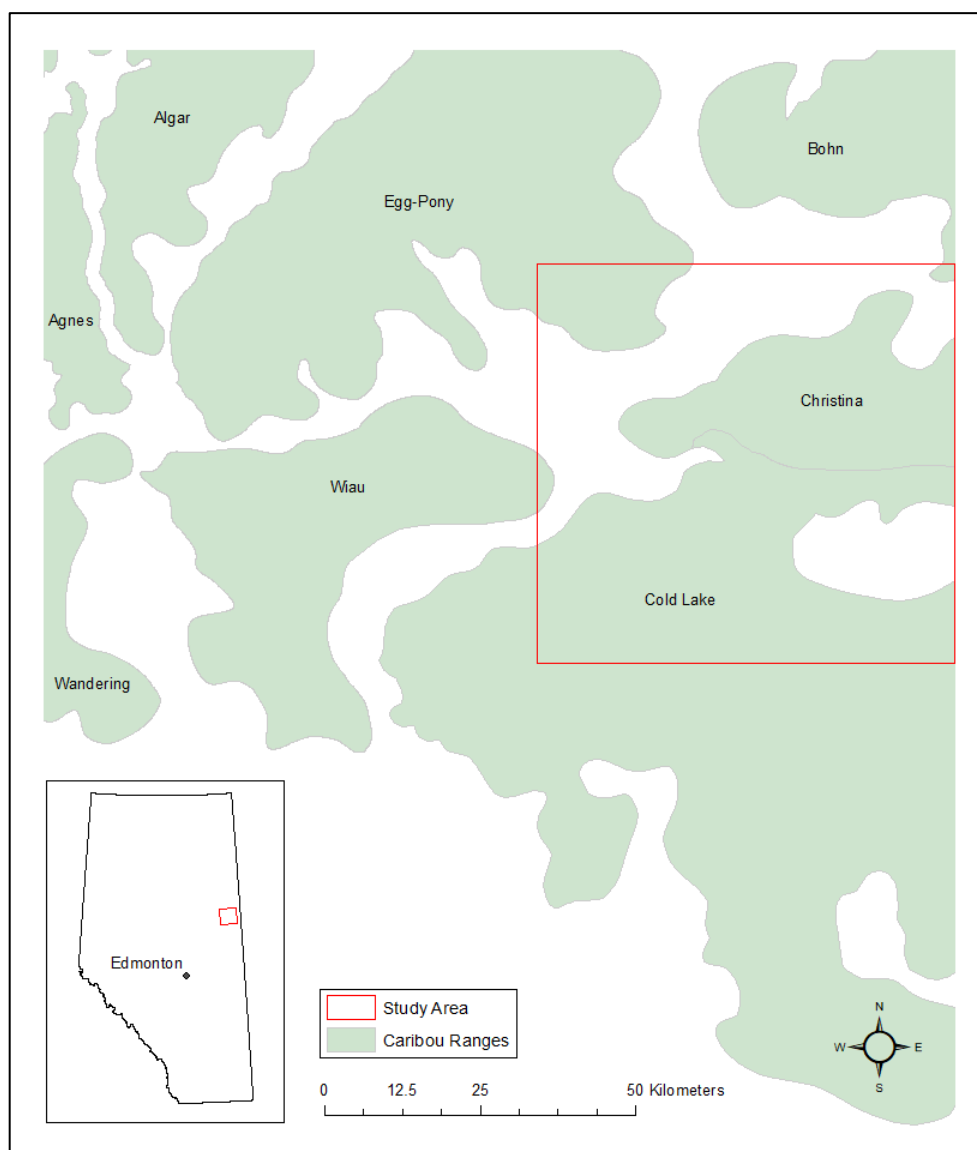 Algar
Bohn
Egg-Pony
Agnes
Christina
Wiau
Cold Lake
Wandering
Edmonton
Study Area
Caribou Ranges
N
W
E
S
0 12.5 25 50 Kilometers